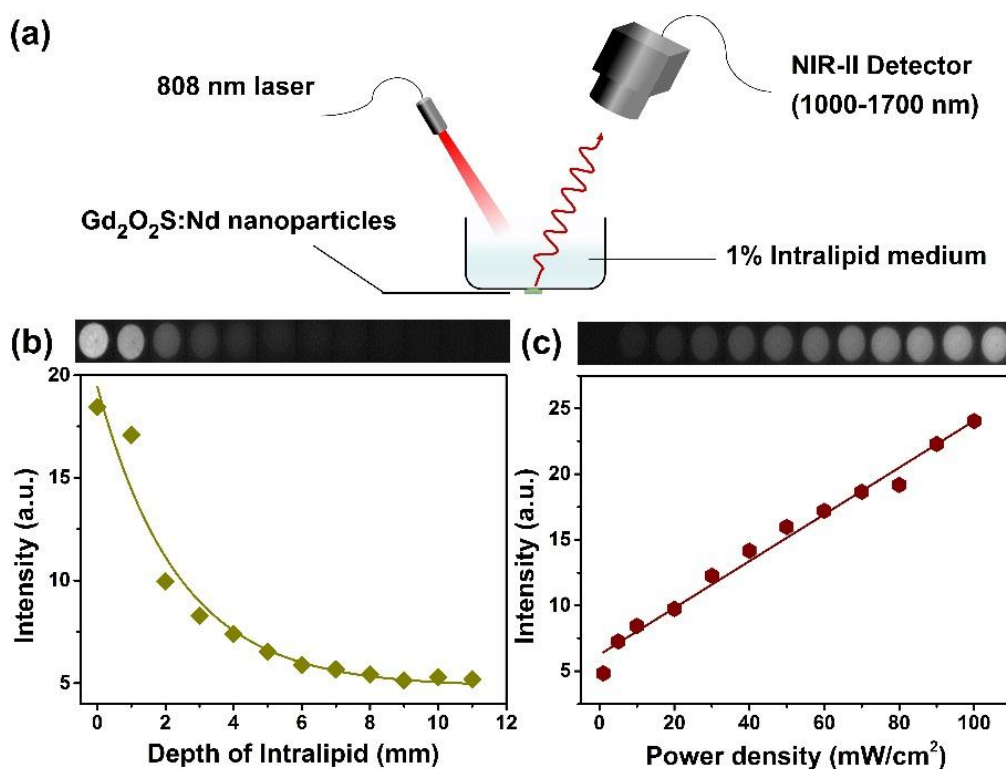 (a)
808 nm laser
NIR-II Detector
(1000-1700 nm)
Gd₂O₂S:Nd nanoparticles
1% Intralipid medium
(b)
20
15
10
5
Intensity (a.u.)
0 2 4 6 8 10 12
Depth of Intralipid (mm)
(c)
25
20
15
10
5
Intensity (a.u.)
0 20 40 60 80 100
Power density (mW/cm²)